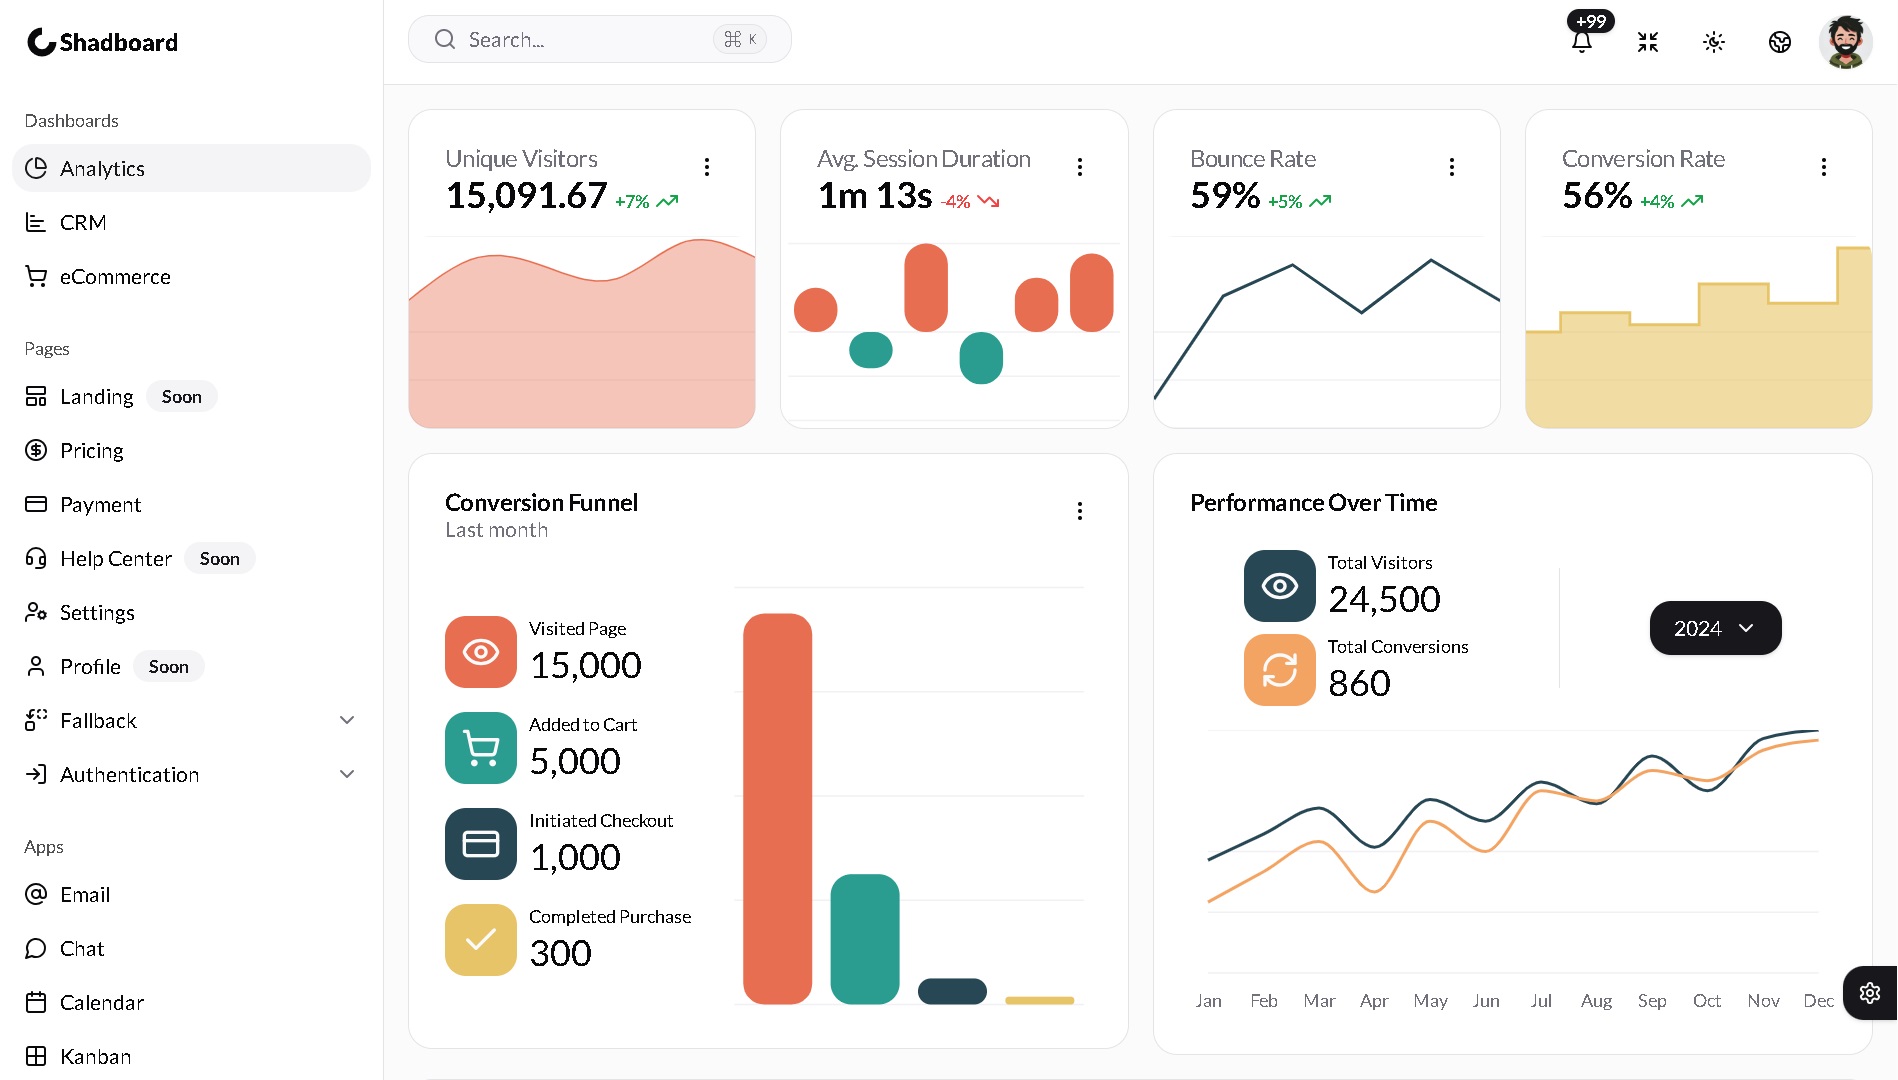 Shadboard
Dashboards
Analytics
CRM
eCommerce
Pages
Landing Soon
Pricing
Payment
Help Center Soon
Settings
Profile Soon
Fallback
Authentication
Apps
Email
Chat
Calendar
Kanban
Search... ⌘ K
+99
Unique Visitors
15,091.67 +7%
Avg. Session Duration
1m 13s -4%
Bounce Rate
59% +5%
Conversion Rate
56% +4%
Conversion Funnel
Last month
Visited Page
15,000
Added to Cart
5,000
Initiated Checkout
1,000
Completed Purchase
300
Performance Over Time
Total Visitors
24,500
Total Conversions
860
2024
Jan Feb Mar Apr May Jun Jul Aug Sep Oct Nov Dec